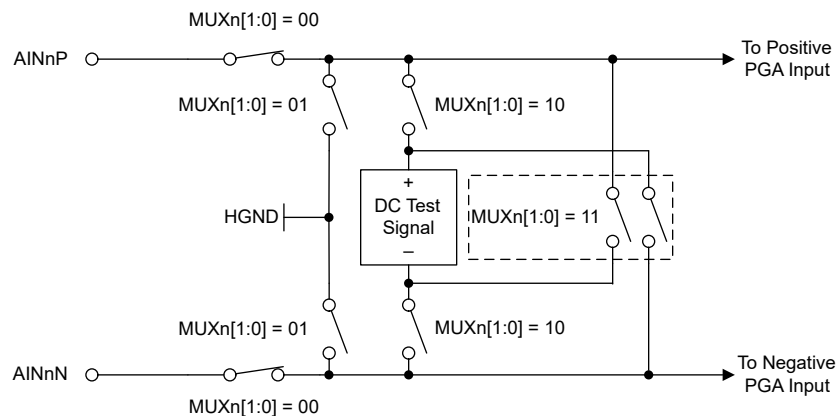 MUXn[1:0] = 00
AINnP
To Positive
PGA Input
MUXn[1:0] = 01
MUXn[1:0] = 10
+
DC Test
Signal
–
HGND
MUXn[1:0] = 11
MUXn[1:0] = 01
MUXn[1:0] = 10
AINnN
To Negative
PGA Input
MUXn[1:0] = 00